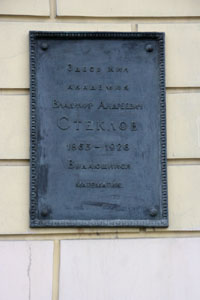 Здесь жил
академик
Владимир Андреевич
Стеклов
1863–1926
Выдающийся
математик